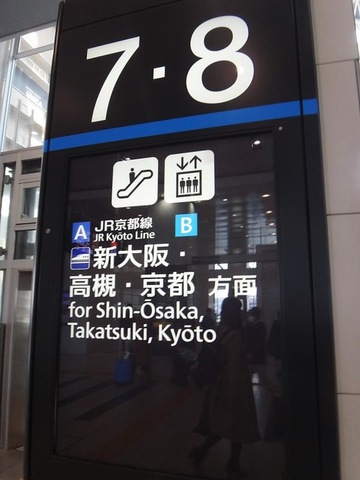 7・8
A JR京都線 B
JR Kyōto Line
新大阪・
高槻・京都 方面
for Shin-Ōsaka,
Takatsuki, Kyōto